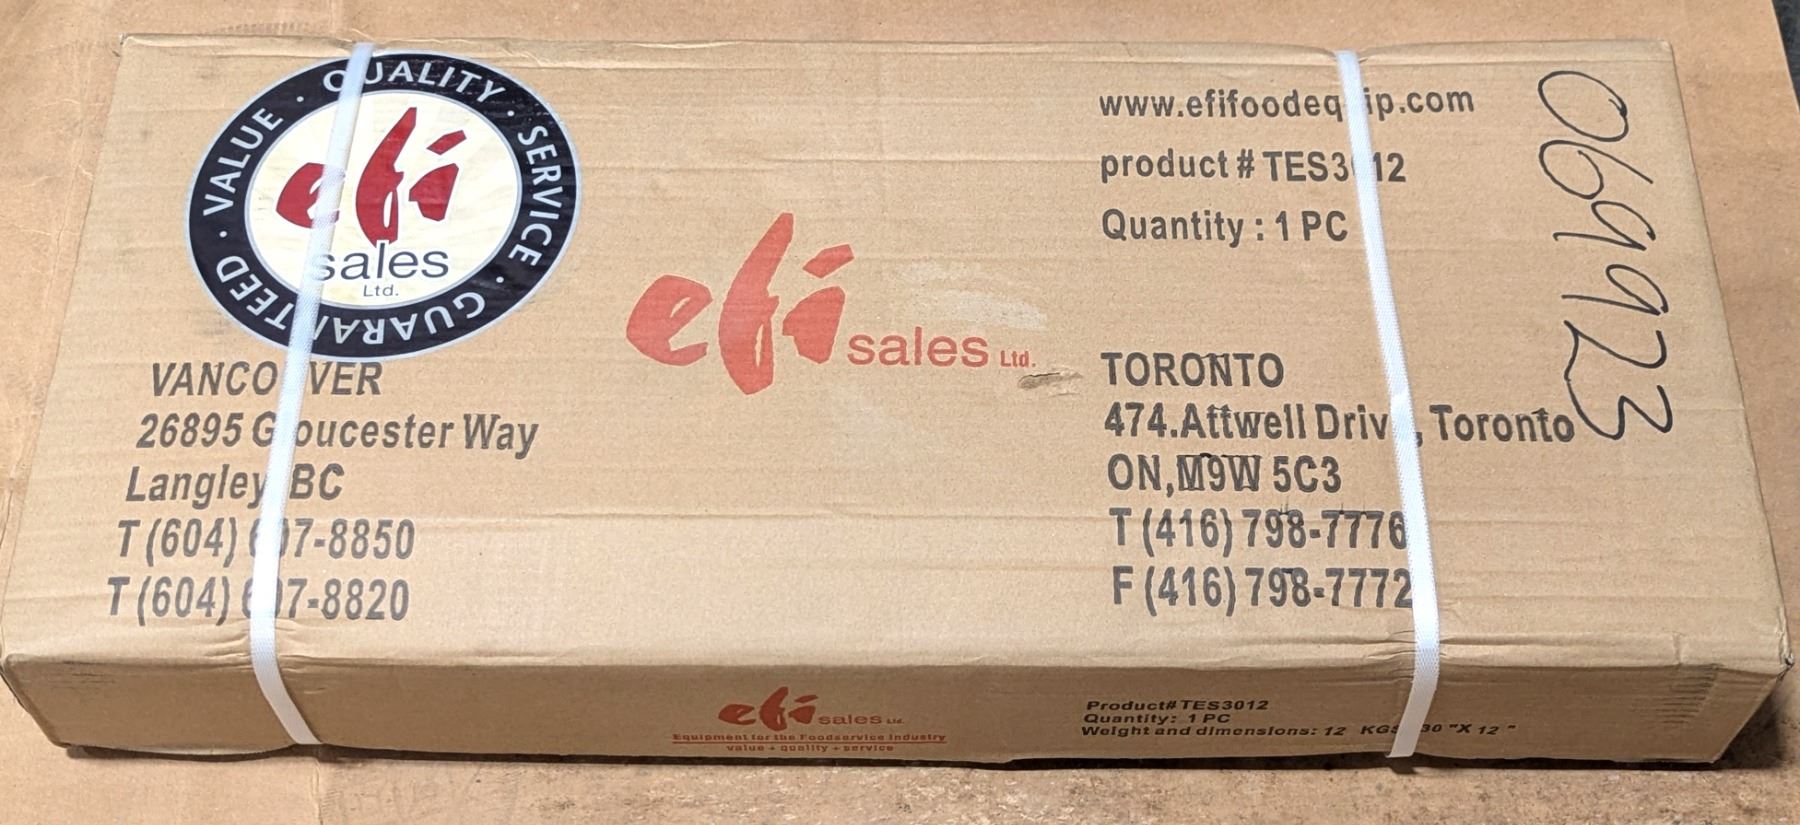 VALUE · QUALITY · SERVICE · GUARANTEED ·
efi
sales
Ltd.
www.efifoodequip.com
product # TES3012
Quantity : 1 PC
069923
efi sales Ltd.
VANCOUVER
26895 Gloucester Way
Langley BC
T (604) 607-8850
T (604) 607-8820
TORONTO
474.Attwell Drive, Toronto
ON,M9W 5C3
T (416) 798-7776
F (416) 798-7772
efi sales Ltd.
Equipment for the Foodservice Industry
value + quality + service
Product# TES3012
Quantity: 1 PC
Weight and dimensions: 12 KGS 30 "X 12 "